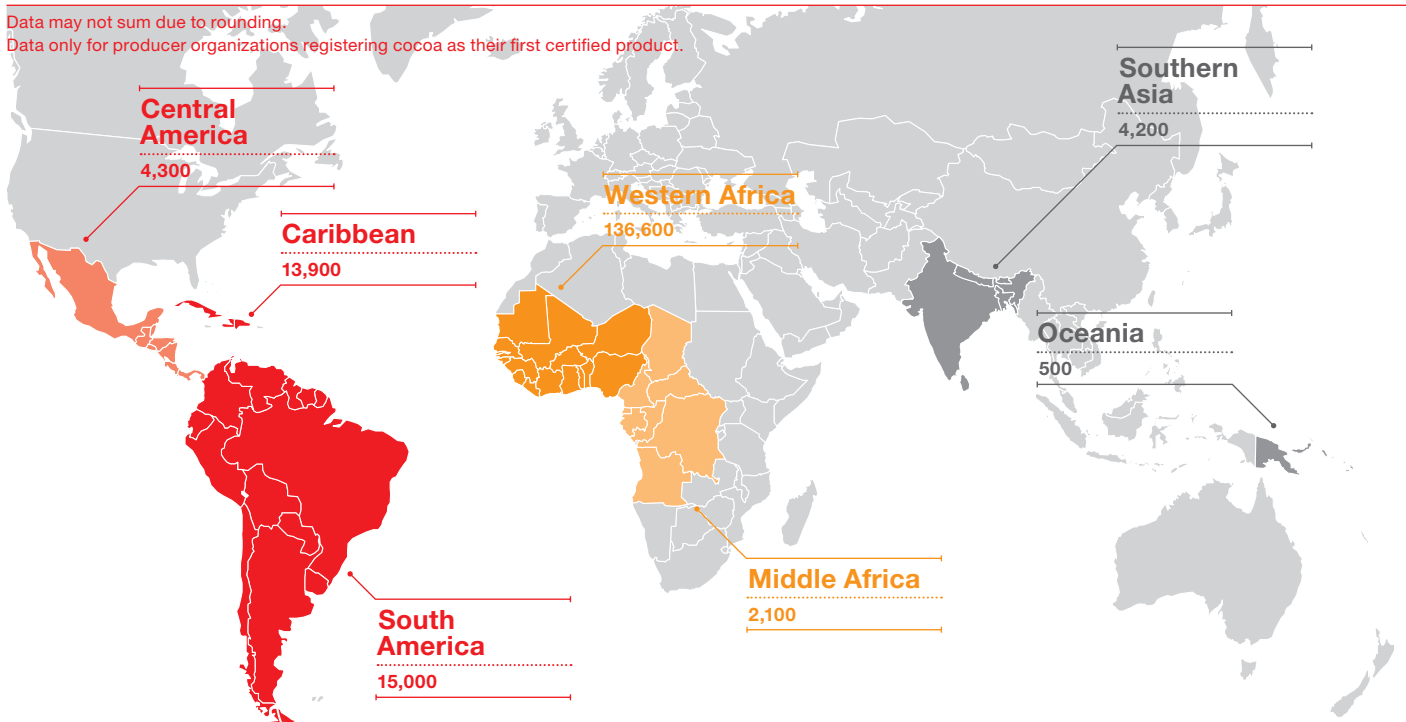 Data may not sum due to rounding.
Data only for producer organizations registering cocoa as their first certified product.
Central
America
4,300
Caribbean
13,900
South
America
15,000
Western Africa
136,600
Middle Africa
2,100
Southern
Asia
4,200
Oceania
500